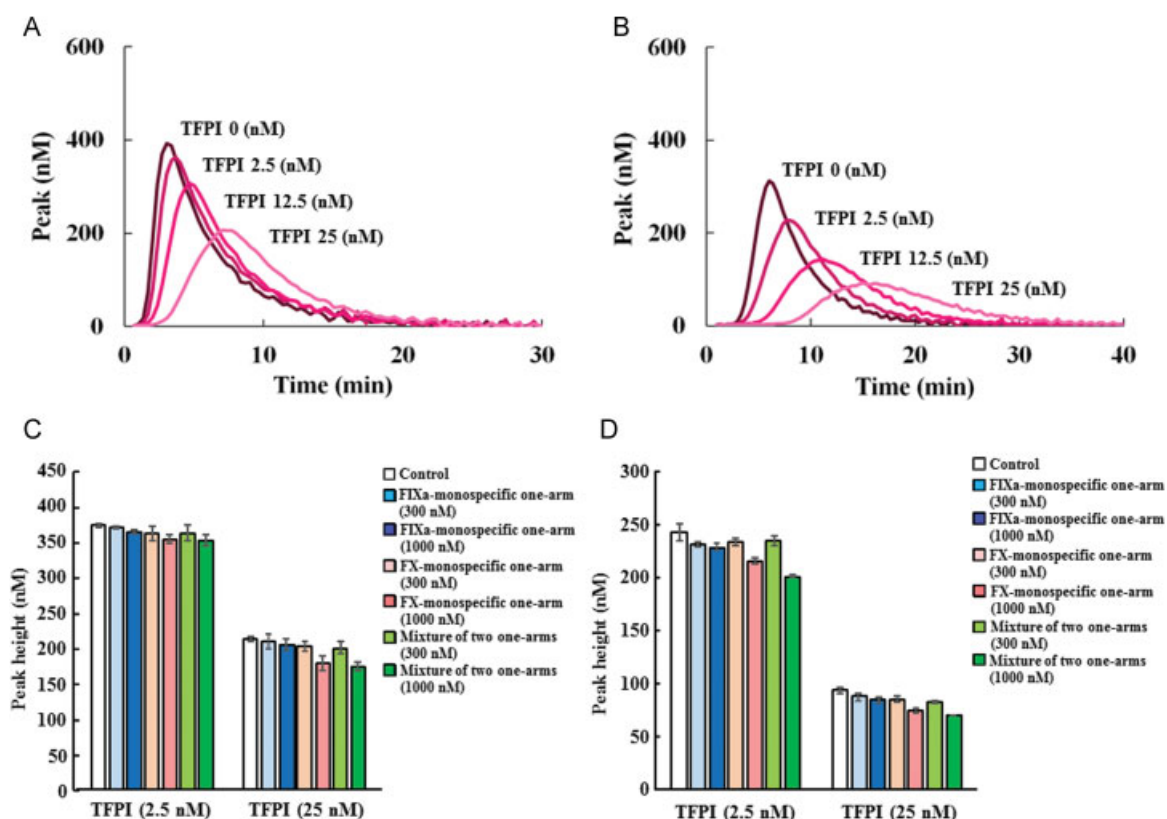 A
600
400
200
0
Peak (nM)
TFPI 0 (nM)
TFPI 2.5 (nM)
TFPI 12.5 (nM)
TFPI 25 (nM)
0 10 20 30
Time (min)
B
600
400
200
0
Peak (nM)
TFPI 0 (nM)
TFPI 2.5 (nM)
TFPI 12.5 (nM)
TFPI 25 (nM)
0 10 20 30 40
Time (min)
C
450
400
350
300
250
200
150
100
50
0
Peak height (nM)
TFPI (2.5 nM) TFPI (25 nM)
Control
FIXa-monospecific one-arm
(300 nM)
FIXa-monospecific one-arm
(1000 nM)
FX-monospecific one-arm
(300 nM)
FX-monospecific one-arm
(1000 nM)
Mixture of two one-arms
(300 nM)
Mixture of two one-arms
(1000 nM)
D
300
250
200
150
100
50
0
Peak height (nM)
TFPI (2.5 nM) TFPI (25 nM)
Control
FIXa-monospecific one-arm
(300 nM)
FIXa-monospecific one-arm
(1000 nM)
FX-monospecific one-arm
(300 nM)
FX-monospecific one-arm
(1000 nM)
Mixture of two one-arms
(300 nM)
Mixture of two one-arms
(1000 nM)